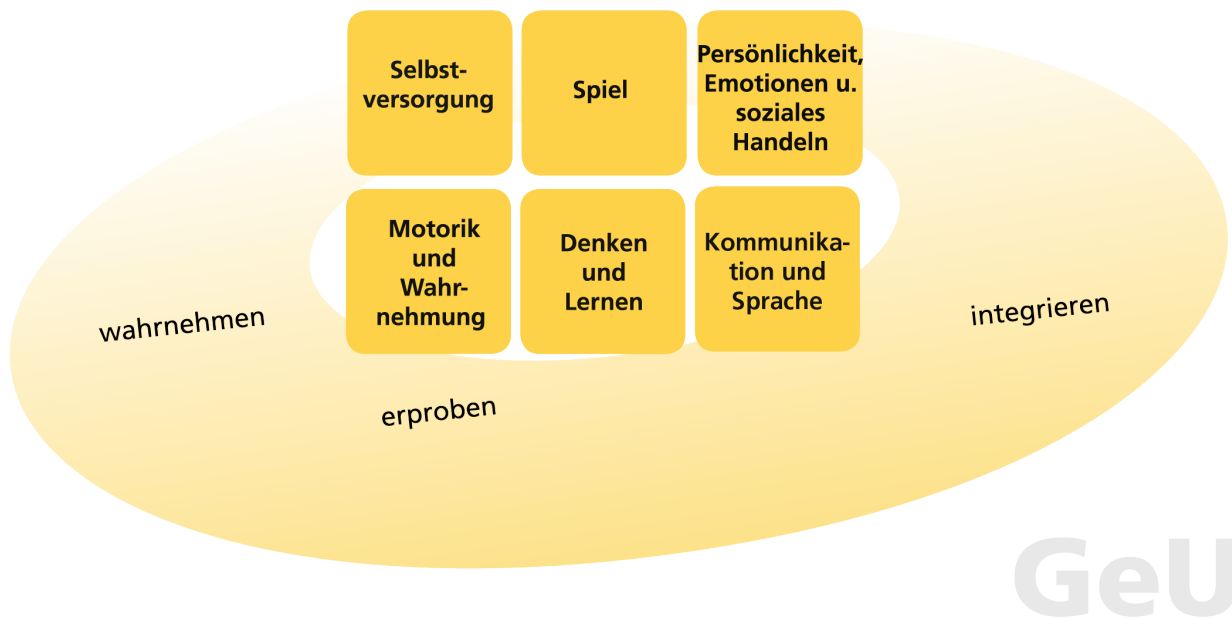 Selbst-
versorgung
Spiel
Persönlichkeit,
Emotionen u.
soziales
Handeln
Motorik
und
Wahr-
nehmung
Denken
und
Lernen
Kommunika-
tion und
Sprache
wahrnehmen
erproben
integrieren
GeU